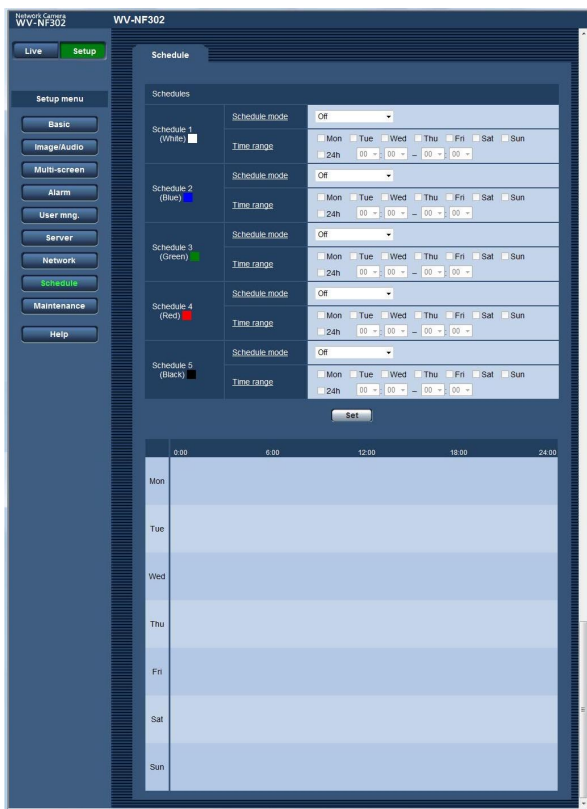 Network Camera
WV-NF302
WV-NF302
Live
Setup
Setup menu
Basic
Image/Audio
Multi-screen
Alarm
User mng.
Server
Network
Schedule
Maintenance
Help
Schedule
Schedules
Schedule 1
(White)
Schedule mode
Off
Time range
Mon Tue Wed Thu Fri Sat Sun
24h 00 : 00 – 00 : 00
Schedule 2
(Blue)
Schedule mode
Off
Time range
Mon Tue Wed Thu Fri Sat Sun
24h 00 : 00 – 00 : 00
Schedule 3
(Green)
Schedule mode
Off
Time range
Mon Tue Wed Thu Fri Sat Sun
24h 00 : 00 – 00 : 00
Schedule 4
(Red)
Schedule mode
Off
Time range
Mon Tue Wed Thu Fri Sat Sun
24h 00 : 00 – 00 : 00
Schedule 5
(Black)
Schedule mode
Off
Time range
Mon Tue Wed Thu Fri Sat Sun
24h 00 : 00 – 00 : 00
Set
0:00 6:00 12:00 18:00 24:00
Mon
Tue
Wed
Thu
Fri
Sat
Sun